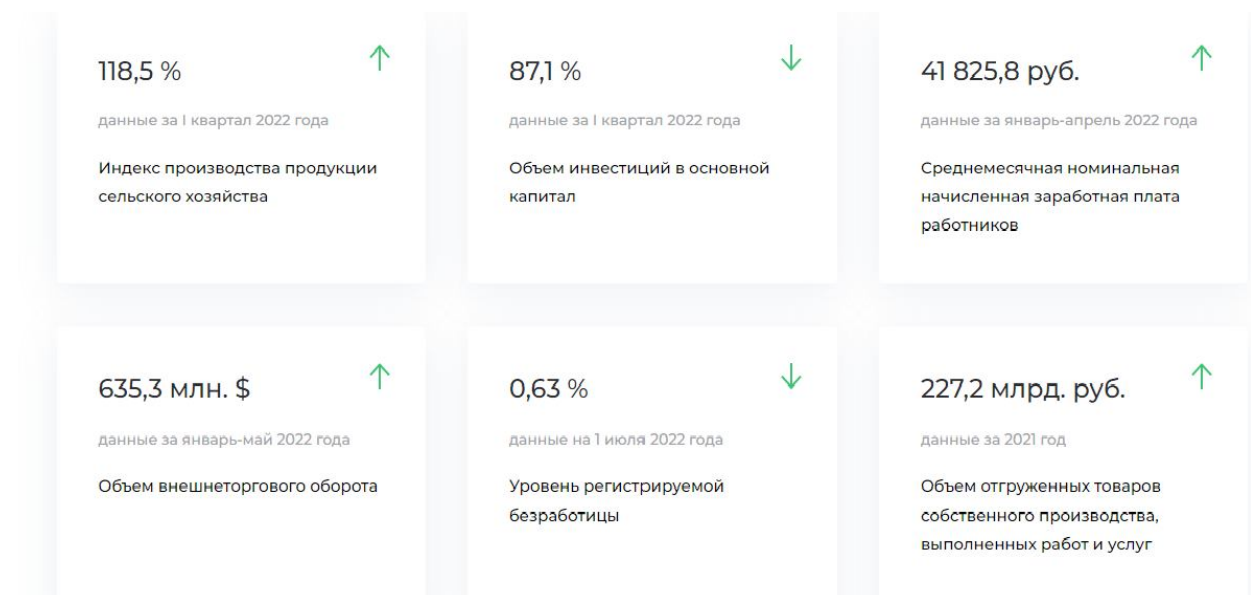 118,5 %
данные за I квартал 2022 года
Индекс производства продукции
сельского хозяйства
87,1 %
данные за I квартал 2022 года
Объем инвестиций в основной
капитал
41 825,8 руб.
данные за январь-апрель 2022 года
Среднемесячная номинальная
начисленная заработная плата
работников
635,3 млн. $
данные за январь-май 2022 года
Объем внешнеторгового оборота
0,63 %
данные на 1 июля 2022 года
Уровень регистрируемой
безработицы
227,2 млрд. руб.
данные за 2021 год
Объем отгруженных товаров
собственного производства,
выполненных работ и услуг